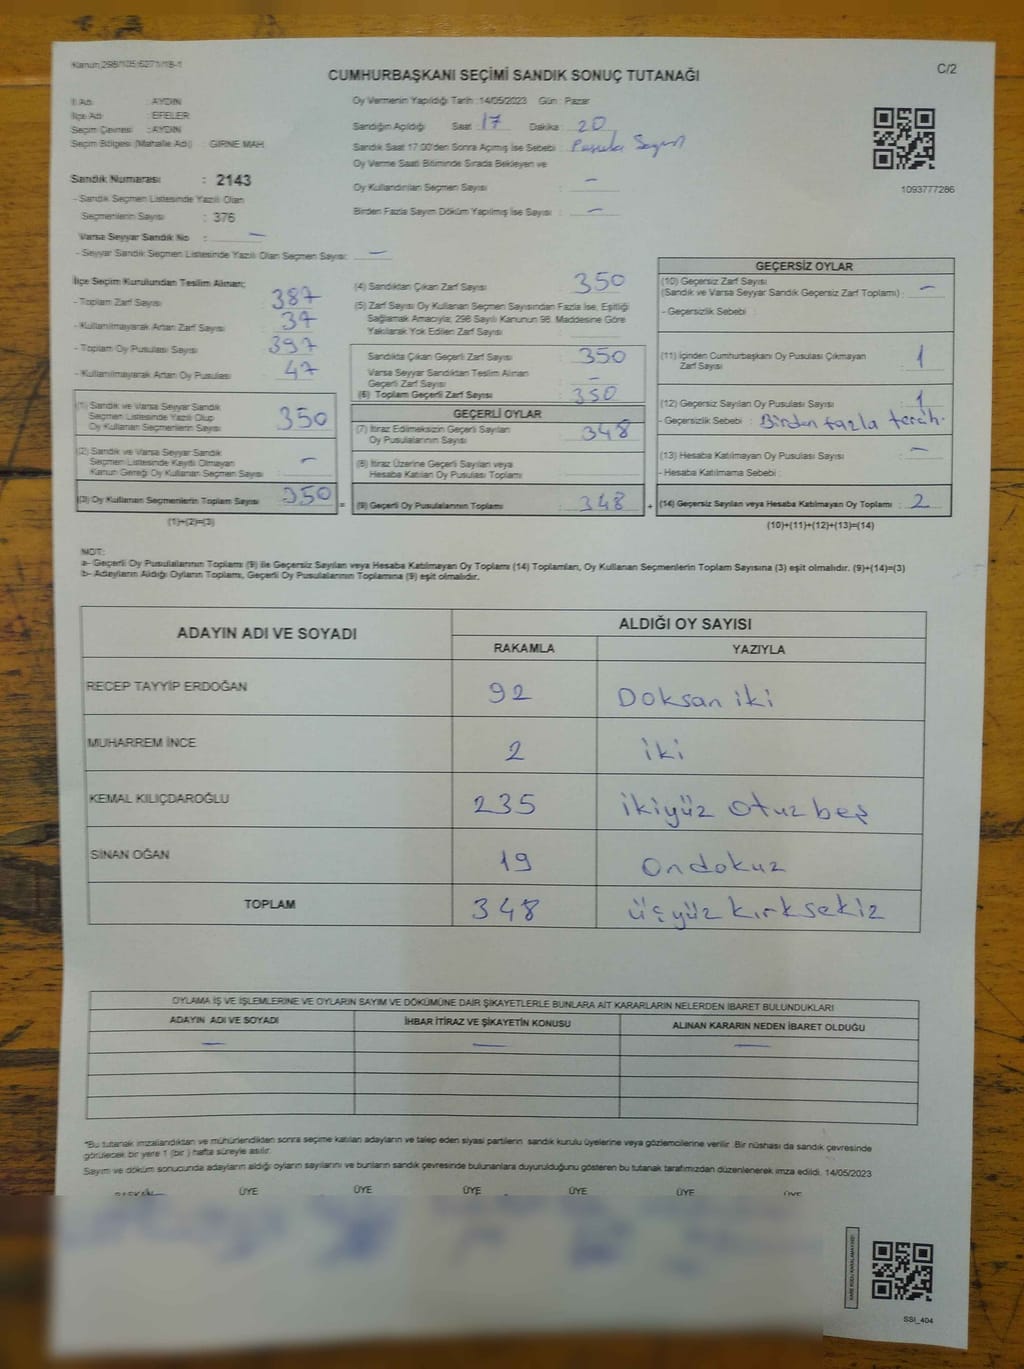 Kanun:298/105;6271/18-1
C/2
CUMHURBAŞKANI SEÇİMİ SANDIK SONUÇ TUTANAĞI
İl Adı : AYDIN
İlçe Adı : EFELER
Seçim Çevresi : AYDIN
Seçim Bölgesi (Mahalle Adı) : GİRNE MAH.
Sandık Numarası : 2143
- Sandık Seçmen Listesinde Yazılı Olan
Seçmenlerin Sayısı : 376
Varsa Seyyar Sandık No : —
- Seyyar Sandık Seçmen Listesinde Yazılı Olan Seçmen Sayısı: —
Oy Vermenin Yapıldığı Tarih : 14/05/2023 Gün : Pazar
Sandığın Açıldığı Saat : 17 Dakika : 20
Sandık Saat 17.00'den Sonra Açılmış İse Sebebi : Pusula Sayım
Oy Verme Saati Bitiminde Sırada Bekleyen ve
Oy Kullandırılan Seçmen Sayısı : —
Birden Fazla Sayım Döküm Yapılmış İse Sayısı : —
1093777286
İlçe Seçim Kurulundan Teslim Alınan;
- Toplam Zarf Sayısı : 387
- Kullanılmayarak Artan Zarf Sayısı : 37
- Toplam Oy Pusulası Sayısı : 397
- Kullanılmayarak Artan Oy Pusulası : 47
(1) Sandık ve Varsa Seyyar Sandık
Seçmen Listesinde Yazılı Olup
Oy Kullanan Seçmenlerin Sayısı : 350
(2) Sandık ve Varsa Seyyar Sandık
Seçmen Listesinde Kaydı Olmayan
Kanun Gereği Oy Kullanan Seçmen Sayısı : —
(3) Oy Kullanan Seçmenlerin Toplam Sayısı : 350
(1)+(2)=(3)
(4) Sandıktan Çıkan Zarf Sayısı : 350
(5) Zarf Sayısı Oy Kullanan Seçmen Sayısından Fazla İse, Eşitliği
Sağlamak Amacıyla; 298 Sayılı Kanunun 98. Maddesine Göre
Yakılarak Yok Edilen Zarf Sayısı :
Sandıkta Çıkan Geçerli Zarf Sayısı : 350
Varsa Seyyar Sandıktan Teslim Alınan
Geçerli Zarf Sayısı : —
(6) Toplam Geçerli Zarf Sayısı : 350
GEÇERLİ OYLAR
(7) İtiraz Edilmeksizin Geçerli Sayılan
Oy Pusulalarının Sayısı : 348
(8) İtiraz Üzerine Geçerli Sayılan veya
Hesaba Katılan Oy Pusulaları Toplamı :
= (9) Geçerli Oy Pusulalarının Toplamı : 348 +
GEÇERSİZ OYLAR
(10) Geçersiz Zarf Sayısı
(Sandık ve Varsa Seyyar Sandık Geçersiz Zarf Toplamı) : —
- Geçersizlik Sebebi :
(11) İçinden Cumhurbaşkanı Oy Pusulası Çıkmayan
Zarf Sayısı : 1
(12) Geçersiz Sayılan Oy Pusulası Sayısı : 1
- Geçersizlik Sebebi : Birden fazla tercih.
(13) Hesaba Katılmayan Oy Pusulası Sayısı : —
- Hesaba Katılmama Sebebi :
(14) Geçersiz Sayılan veya Hesaba Katılmayan Oy Toplamı : 2
(10)+(11)+(12)+(13)=(14)
NOT:
a- Geçerli Oy Pusulalarının Toplamı (9) ile Geçersiz Sayılan veya Hesaba Katılmayan Oy Toplamı (14) Toplamları, Oy Kullanan Seçmenlerin Toplam Sayısına (3) eşit olmalıdır. (9)+(14)=(3)
b- Adayların Aldığı Oyların Toplamı, Geçerli Oy Pusulalarının Toplamına (9) eşit olmalıdır.
ADAYIN ADI VE SOYADI ALDIĞI OY SAYISI
RAKAMLA YAZIYLA
RECEP TAYYİP ERDOĞAN 92 Doksan iki
MUHARREM İNCE 2 iki
KEMAL KILIÇDAROĞLU 235 ikiyüz otuz beş
SİNAN OĞAN 19 Ondokuz
TOPLAM 348 üçyüz kırksekiz
OYLAMA İŞ VE İŞLEMLERİNE VE OYLARIN SAYIM VE DÖKÜMÜNE DAİR ŞİKAYETLERLE BUNLARA AİT KARARLARIN NELERDEN İBARET BULUNDUKLARI
ADAYIN ADI VE SOYADI İHBAR İTİRAZ VE ŞİKAYETİN KONUSU ALINAN KARARIN NEDEN İBARET OLDUĞU
— — —
*Bu tutanak imzalandıktan ve mühürlendikten sonra seçime katılan adayların ve talep eden siyasi partilerin sandık kurulu üyelerine veya gözlemcilerine verilir. Bir nüshası da sandık çevresinde
görülecek bir yere 1 (bir ) hafta süreyle asılır.
Sayım ve döküm sonucunda adayların aldığı oyların sayılarını ve bunların sandık çevresinde bulunanlara duyurulduğunu gösteren bu tutanak tarafımızdan düzenlenerek imza edildi. 14/05/2023
BAŞKAN ÜYE ÜYE ÜYE ÜYE ÜYE ÜYE
SSI_404